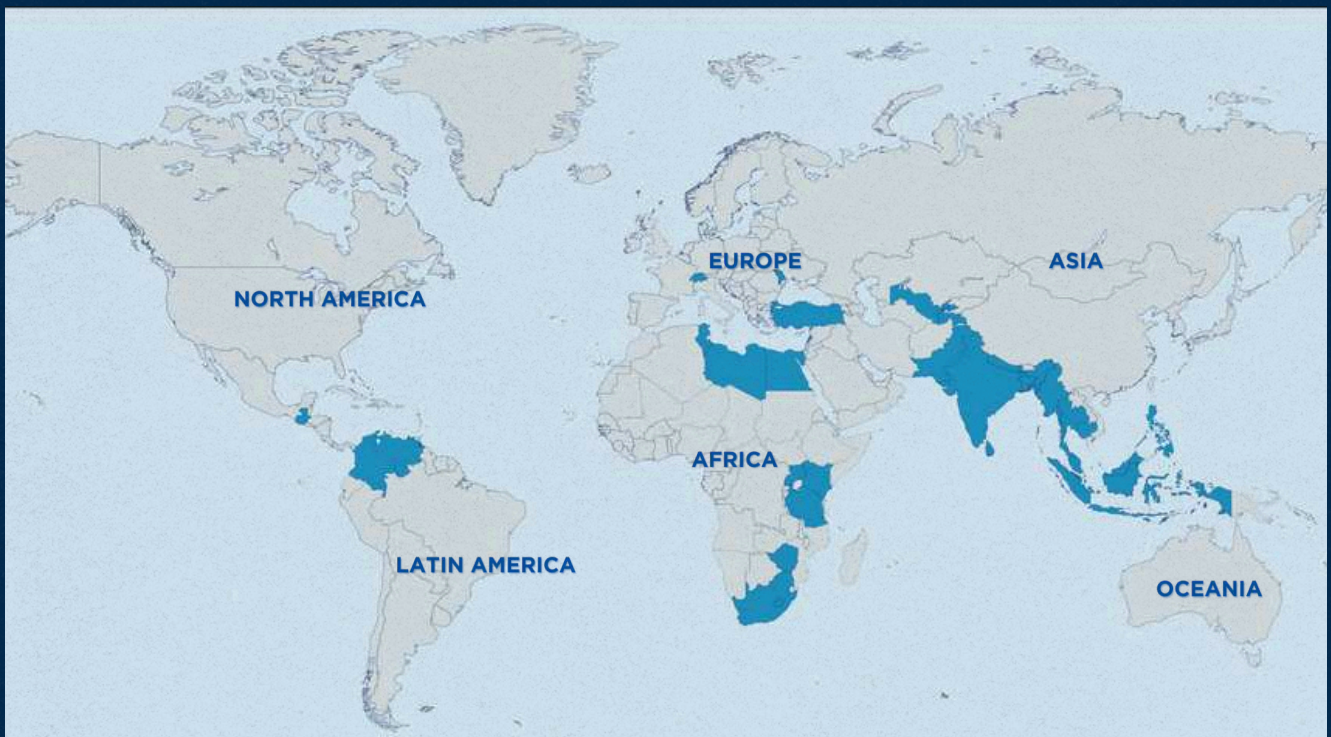 EUROPE
ASIA
NORTH AMERICA
AFRICA
LATIN AMERICA
OCEANIA